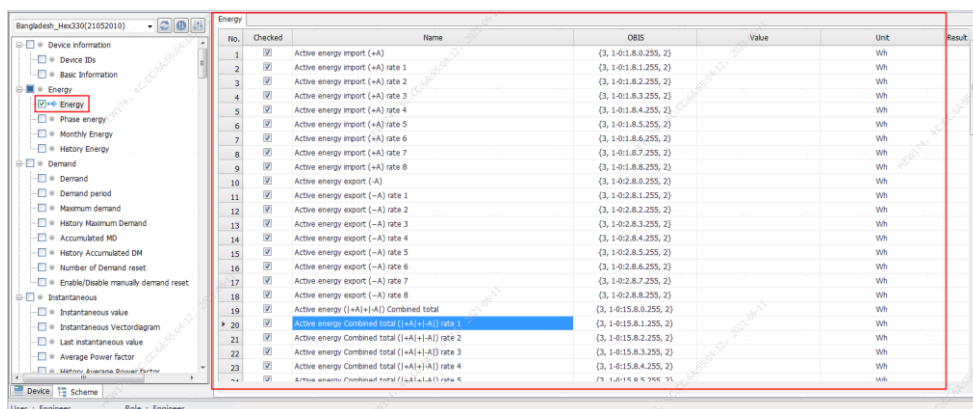 Bangladesh_Hex330(21052010)
Device information
Device IDs
Basic Information
Energy
Energy
Phase energy
Monthly Energy
History Energy
Demand
Demand
Demand period
Maximum demand
History Maximum Demand
Accumulated MD
History Accumulated DM
Number of Demand reset
Enable/Disable manually demand reset
Instantaneous
Instantaneous value
Instantaneous Vectordiagram
Last instantaneous value
Average Power factor
History Average Power factor
Device Scheme
User : Engineer Role : Engineer
Energy
No. Checked Name OBIS Value Unit Result
1 Active energy import (+A) {3, 1-0:1.8.0.255, 2} Wh
2 Active energy import (+A) rate 1 {3, 1-0:1.8.1.255, 2} Wh
3 Active energy import (+A) rate 2 {3, 1-0:1.8.2.255, 2} Wh
4 Active energy import (+A) rate 3 {3, 1-0:1.8.3.255, 2} Wh
5 Active energy import (+A) rate 4 {3, 1-0:1.8.4.255, 2} Wh
6 Active energy import (+A) rate 5 {3, 1-0:1.8.5.255, 2} Wh
7 Active energy import (+A) rate 6 {3, 1-0:1.8.6.255, 2} Wh
8 Active energy import (+A) rate 7 {3, 1-0:1.8.7.255, 2} Wh
9 Active energy import (+A) rate 8 {3, 1-0:1.8.8.255, 2} Wh
10 Active energy export (-A) {3, 1-0:2.8.0.255, 2} Wh
11 Active energy export (−A) rate 1 {3, 1-0:2.8.1.255, 2} Wh
12 Active energy export (−A) rate 2 {3, 1-0:2.8.2.255, 2} Wh
13 Active energy export (−A) rate 3 {3, 1-0:2.8.3.255, 2} Wh
14 Active energy export (−A) rate 4 {3, 1-0:2.8.4.255, 2} Wh
15 Active energy export (−A) rate 5 {3, 1-0:2.8.5.255, 2} Wh
16 Active energy export (−A) rate 6 {3, 1-0:2.8.6.255, 2} Wh
17 Active energy export (−A) rate 7 {3, 1-0:2.8.7.255, 2} Wh
18 Active energy export (−A) rate 8 {3, 1-0:2.8.8.255, 2} Wh
19 Active energy (|+A|+|-A|) Combined total {3, 1-0:15.8.0.255, 2} Wh
20 Active energy Combined total (|+A|+|-A|) rate 1 {3, 1-0:15.8.1.255, 2} Wh
21 Active energy Combined total (|+A|+|-A|) rate 2 {3, 1-0:15.8.2.255, 2} Wh
22 Active energy Combined total (|+A|+|-A|) rate 3 {3, 1-0:15.8.3.255, 2} Wh
23 Active energy Combined total (|+A|+|-A|) rate 4 {3, 1-0:15.8.4.255, 2} Wh
24 Active energy Combined total (|+A|+|-A|) rate 5 {3, 1-0:15.8.5.255, 2} Wh